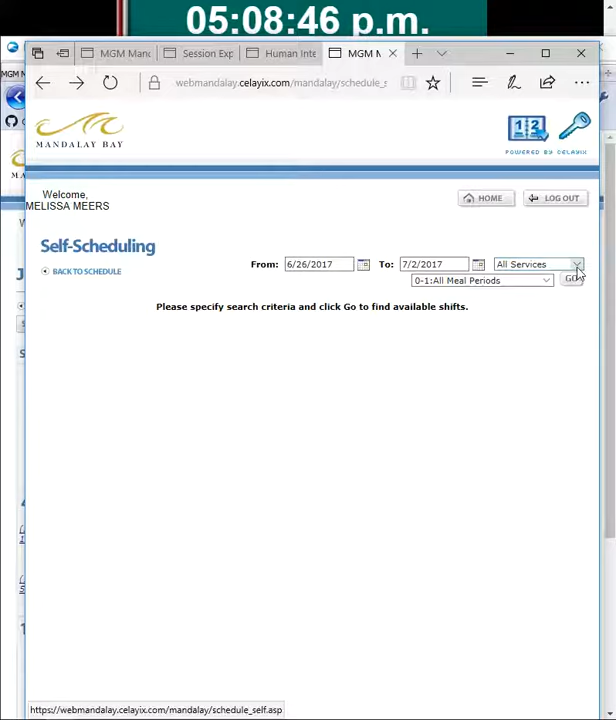 05:08:46 p.m.
MGM Mand
Session Exp
Human Inte
MGM M
webmandalay.celayix.com/mandalay/schedule_s
MANDALAY BAY
POWERED BY CELAYIX
Welcome,
MELISSA MEERS
HOME
LOG OUT
Self-Scheduling
BACK TO SCHEDULE
From: 6/26/2017 To: 7/2/2017 All Services
0-1:All Meal Periods GO
Please specify search criteria and click Go to find available shifts.
https://webmandalay.celayix.com/mandalay/schedule_self.asp